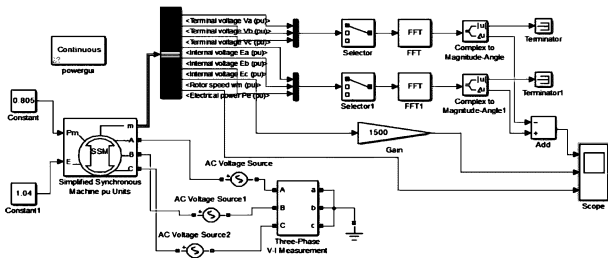 Continuous
powergui
<Terminal voltage Va (pu)>
<Terminal voltage Vb (pu)>
<Terminal voltage Vc (pu)>
<Internal voltage Ea (pu)>
<Internal voltage Eb (pu)>
<Internal voltage Ec (pu)>
<Rotor speed wm (pu)>
<Electrical power Pe (pu)>
Selector
FFT
FFT
|u|
∠u
Complex to
Magnitude-Angle
Terminator
Selector1
FFT
FFT1
|u|
∠u
Complex to
Magnitude-Angle1
Terminator1
0.805
Constant
1.04
Constant1
Pm
E
SSM
m
A
B
C
Simplified Synchronous
Machine pu Units
1500
Gain
Add
Scope
AC Voltage Source
AC Voltage Source1
AC Voltage Source2
A
B
C
a
b
c
Three-Phase
V-I Measurement